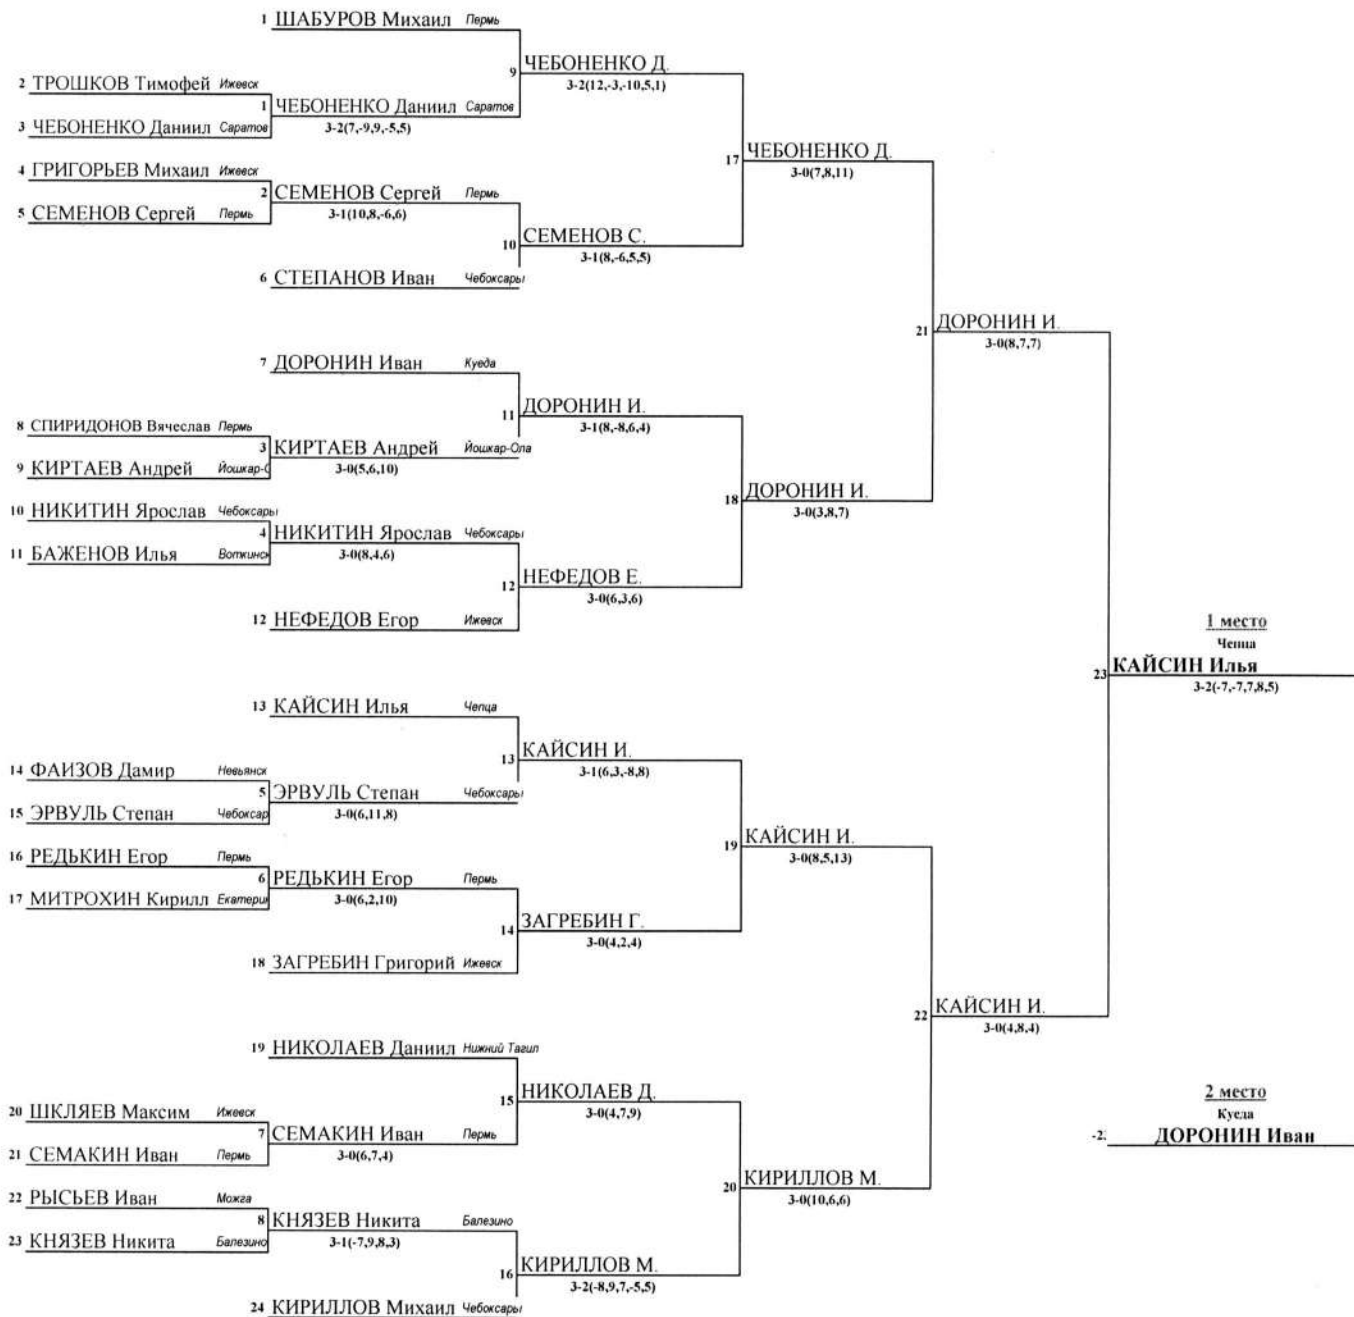 1 ШАБУРОВ Михаил Пермь
9 ЧЕБОНЕНКО Д.
3-2(12,-3,-10,5,1)
2 ТРОШКОВ Тимофей Ижевск
1 ЧЕБОНЕНКО Даниил Саратов
3-2(7,-9,9,-5,5)
3 ЧЕБОНЕНКО Даниил Саратов
17 ЧЕБОНЕНКО Д.
3-0(7,8,11)
4 ГРИГОРЬЕВ Михаил Ижевск
2 СЕМЕНОВ Сергей Пермь
3-1(10,8,-6,6)
5 СЕМЕНОВ Сергей Пермь
10 СЕМЕНОВ С.
3-1(8,-6,5,5)
6 СТЕПАНОВ Иван Чебоксары
21 ДОРОНИН И.
3-0(8,7,7)
7 ДОРОНИН Иван Куеда
11 ДОРОНИН И.
3-1(8,-8,6,4)
8 СПИРИДОНОВ Вячеслав Пермь
3 КИРТАЕВ Андрей Йошкар-Ола
3-0(5,6,10)
9 КИРТАЕВ Андрей Йошкар-О
18 ДОРОНИН И.
3-0(3,8,7)
10 НИКИТИН Ярослав Чебоксары
4 НИКИТИН Ярослав Чебоксары
3-0(8,4,6)
11 БАЖЕНОВ Илья Воткинск
12 НЕФЕДОВ Е.
3-0(6,3,6)
12 НЕФЕДОВ Егор Ижевск
1 место
Чепца
23 КАЙСИН Илья
3-2(-7,-7,7,8,5)
13 КАЙСИН Илья Чепца
13 КАЙСИН И.
3-1(6,3,-8,8)
14 ФАИЗОВ Дамир Невьянск
5 ЭРВУЛЬ Степан Чебоксары
3-0(6,11,8)
15 ЭРВУЛЬ Степан Чебоксар
19 КАЙСИН И.
3-0(8,5,13)
16 РЕДЬКИН Егор Пермь
6 РЕДЬКИН Егор Пермь
3-0(6,2,10)
17 МИТРОХИН Кирилл Екатерин
14 ЗАГРЕБИН Г.
3-0(4,2,4)
18 ЗАГРЕБИН Григорий Ижевск
22 КАЙСИН И.
3-0(4,8,4)
19 НИКОЛАЕВ Даниил Нижний Тагил
15 НИКОЛАЕВ Д.
3-0(4,7,9)
20 ШКЛЯЕВ Максим Ижевск
7 СЕМАКИН Иван Пермь
3-0(6,7,4)
21 СЕМАКИН Иван Пермь
2 место
Куеда
-2 ДОРОНИН Иван
20 КИРИЛЛОВ М.
3-0(10,6,6)
22 РЫСЬЕВ Иван Можга
8 КНЯЗЕВ Никита Балезино
3-1(-7,9,8,3)
23 КНЯЗЕВ Никита Балезино
16 КИРИЛЛОВ М.
3-2(-8,9,7,-5,5)
24 КИРИЛЛОВ Михаил Чебоксары